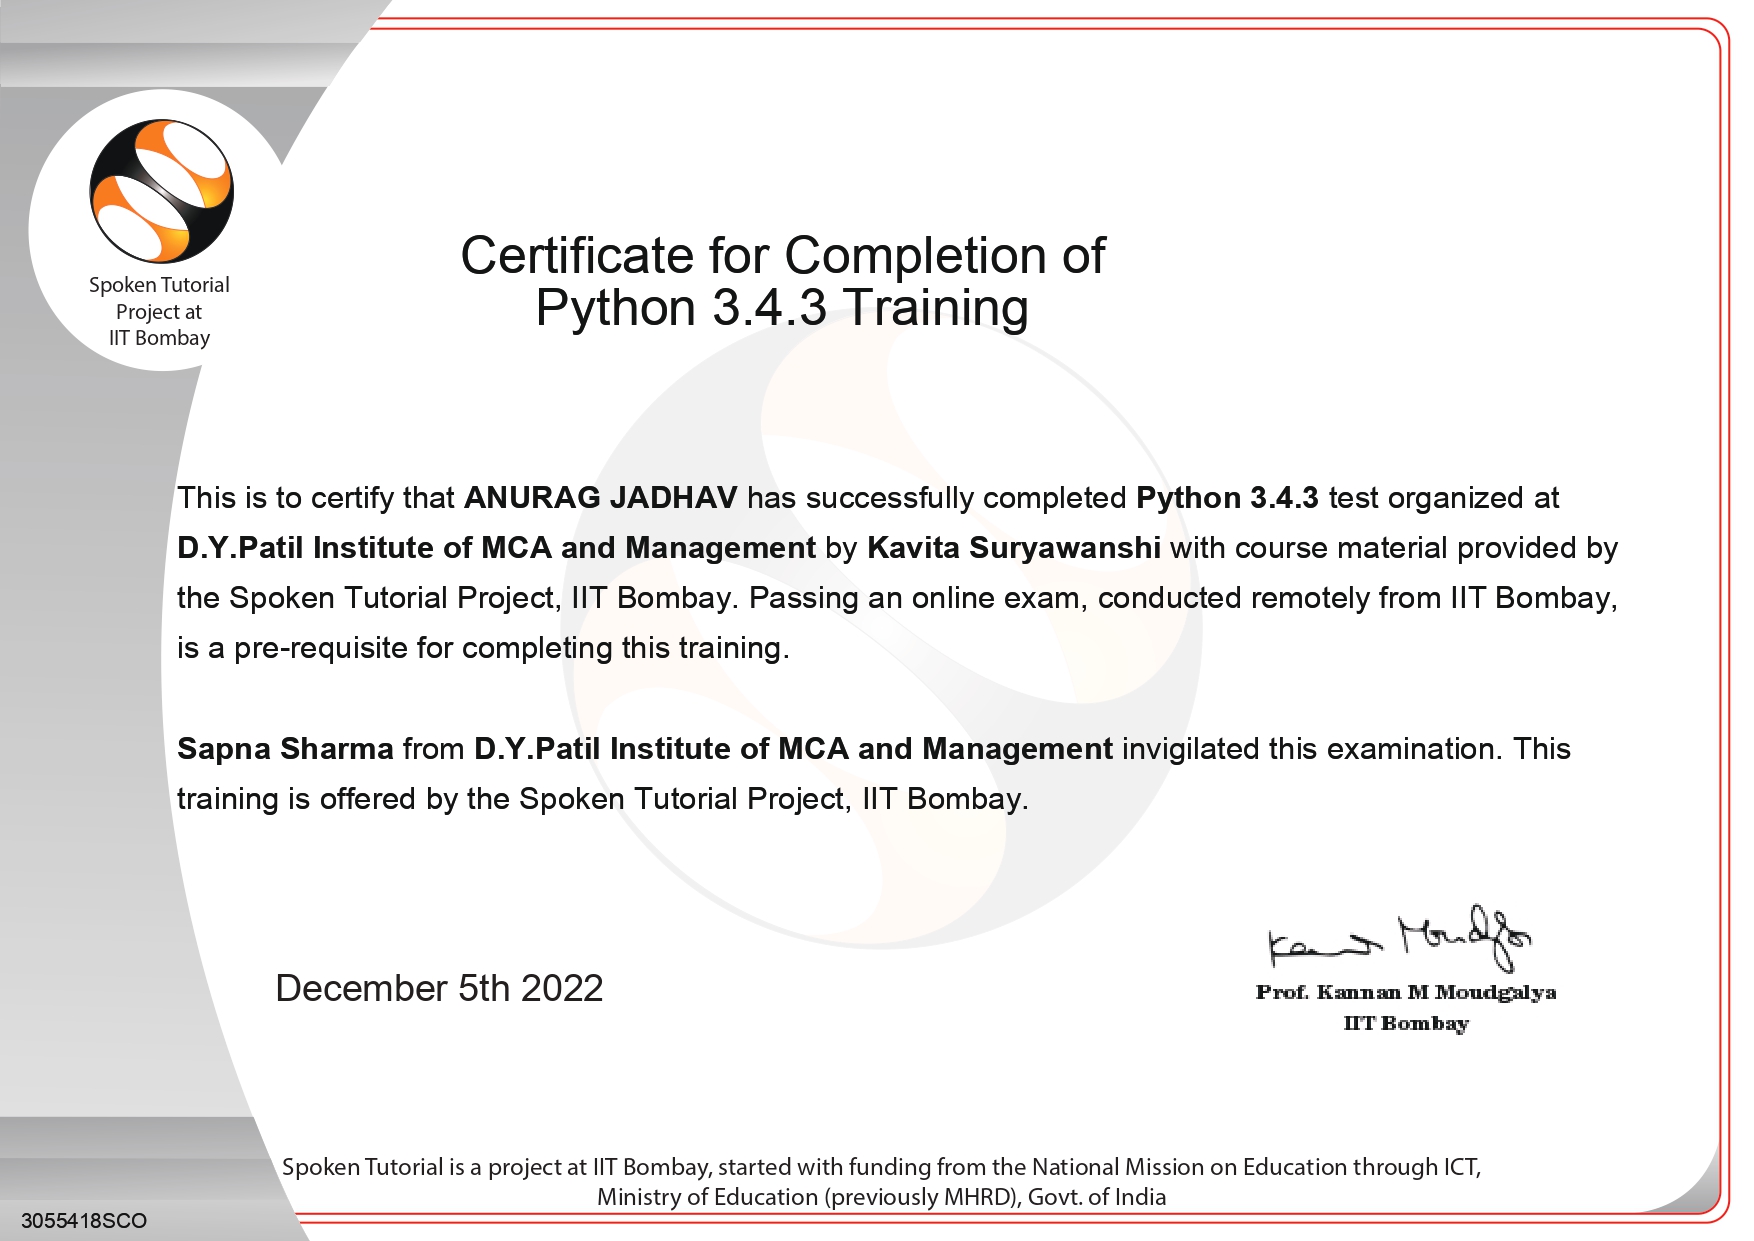 Spoken Tutorial
Project at
IIT Bombay
Certificate for Completion of
Python 3.4.3 Training
This is to certify that ANURAG JADHAV has successfully completed Python 3.4.3 test organized at
D.Y.Patil Institute of MCA and Management by Kavita Suryawanshi with course material provided by
the Spoken Tutorial Project, IIT Bombay. Passing an online exam, conducted remotely from IIT Bombay,
is a pre-requisite for completing this training.
Sapna Sharma from D.Y.Patil Institute of MCA and Management invigilated this examination. This
training is offered by the Spoken Tutorial Project, IIT Bombay.
December 5th 2022
Kannan Moudgalya
Prof. Kannan M Moudgalya
IIT Bombay
Spoken Tutorial is a project at IIT Bombay, started with funding from the National Mission on Education through ICT,
Ministry of Education (previously MHRD), Govt. of India
3055418SCO